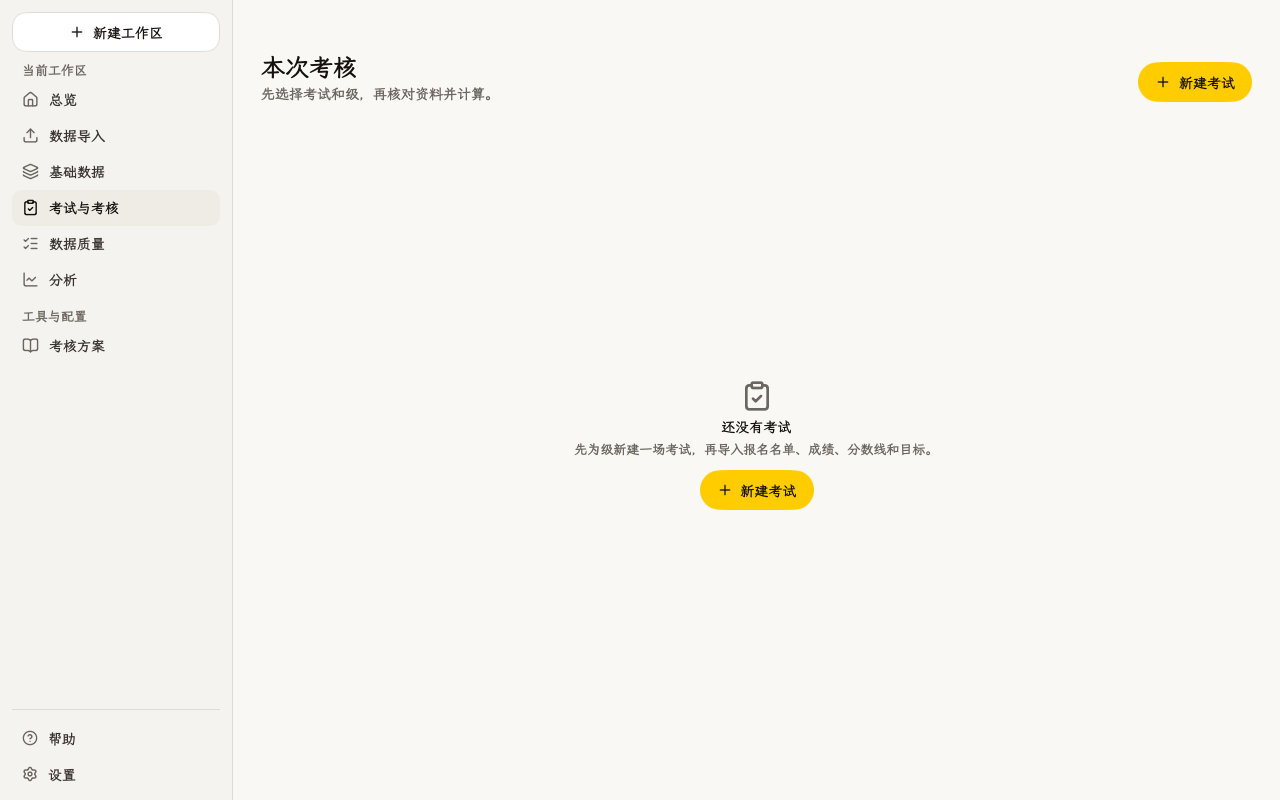 新建工作区
当前工作区
总览
数据导入
基础数据
考试与考核
数据质量
分析
工具与配置
考核方案
帮助
设置
本次考核
先选择考试和级，再核对资料并计算。
新建考试
还没有考试
先为级新建一场考试，再导入报名名单、成绩、分数线和目标。
新建考试